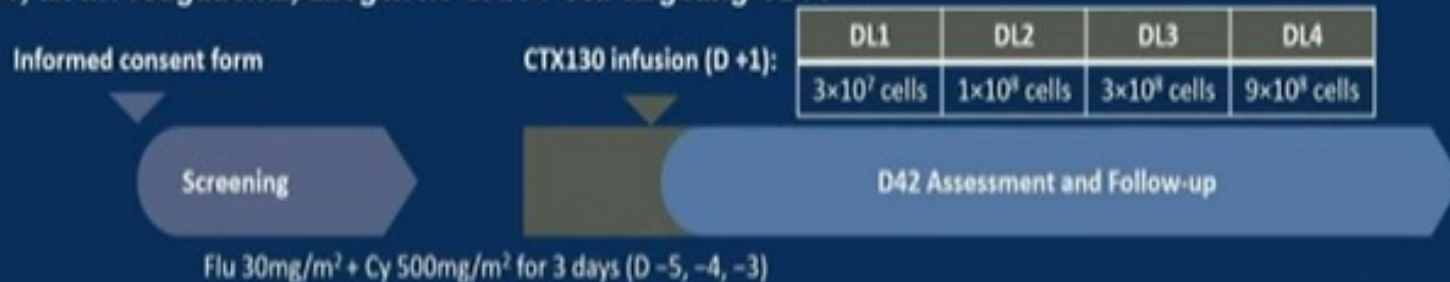 Informed consent form
CTX130 infusion (D +1):
DL1 DL2 DL3 DL4
3×10⁷ cells 1×10⁸ cells 3×10⁸ cells 9×10⁸ cells
Screening
D42 Assessment and Follow-up
Flu 30mg/m² + Cy 500mg/m² for 3 days (D −5, −4, −3)